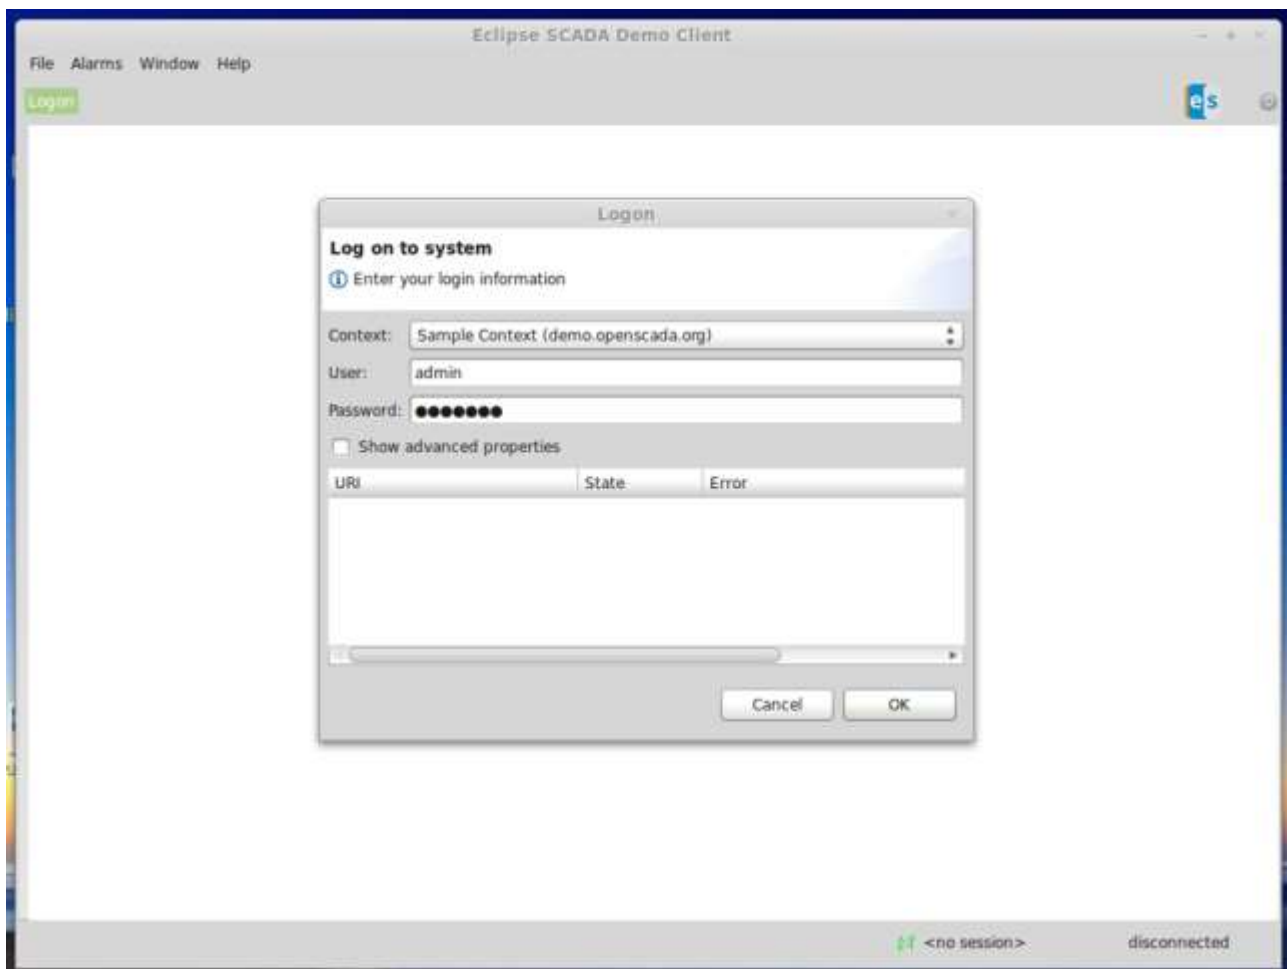 Eclipse SCADA Demo Client
File Alarms Window Help
Logon
es
Logon
Log on to system
Enter your login information
Context: Sample Context (demo.openscada.org)
User: admin
Password: ●●●●●●●
Show advanced properties
URI State Error
Cancel OK
<no session> disconnected